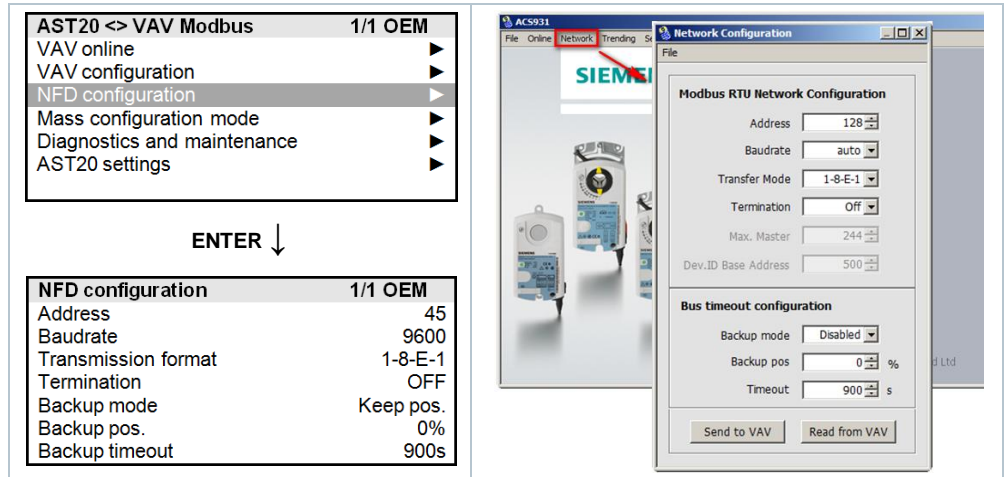 AST20 <> VAV Modbus 1/1 OEM
VAV online ►
VAV configuration ►
NFD configuration ►
Mass configuration mode ►
Diagnostics and maintenance ►
AST20 settings ►
ENTER ↓
NFD configuration 1/1 OEM
Address 45
Baudrate 9600
Transmission format 1-8-E-1
Termination OFF
Backup mode Keep pos.
Backup pos. 0%
Backup timeout 900s
ACS931
File Online Network Trending
SIEME
d Ltd
Network Configuration
File
Modbus RTU Network Configuration
Address 128
Baudrate auto
Transfer Mode 1-8-E-1
Termination Off
Max. Master 244
Dev.ID Base Address 500
Bus timeout configuration
Backup mode Disabled
Backup pos 0 %
Timeout 900 s
Send to VAV Read from VAV